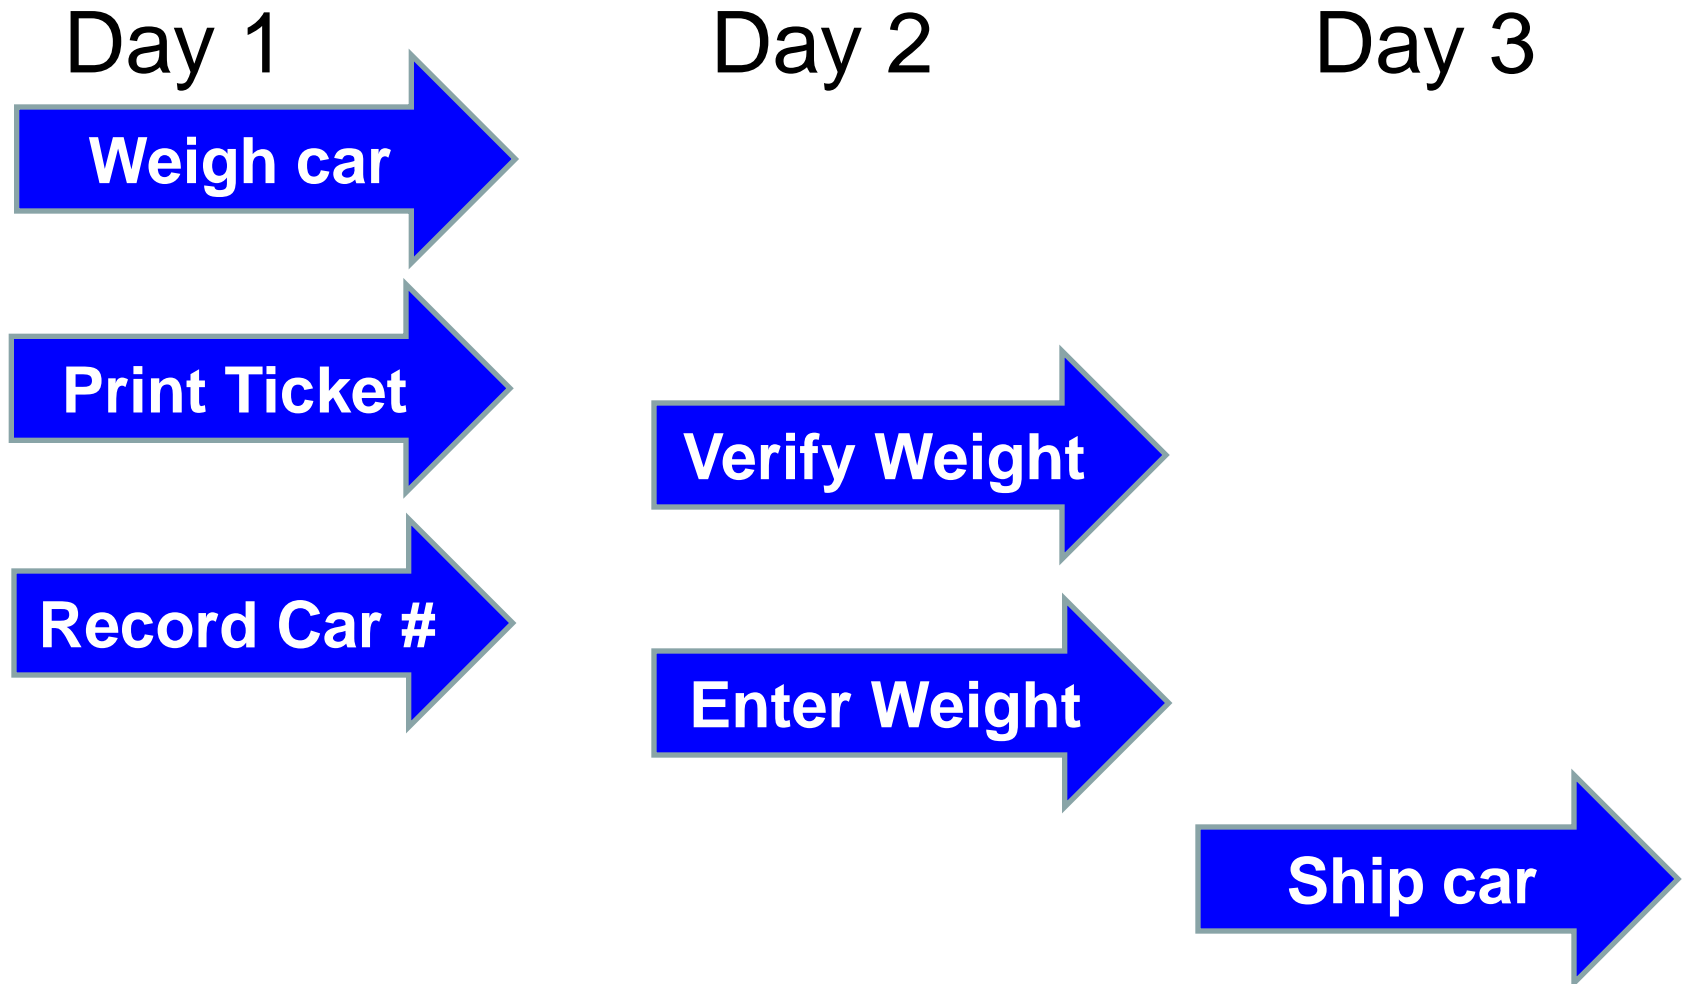 Day 1
Day 2
Day 3
Weigh car
Print Ticket
Record Car #
Verify Weight
Enter Weight
Ship car